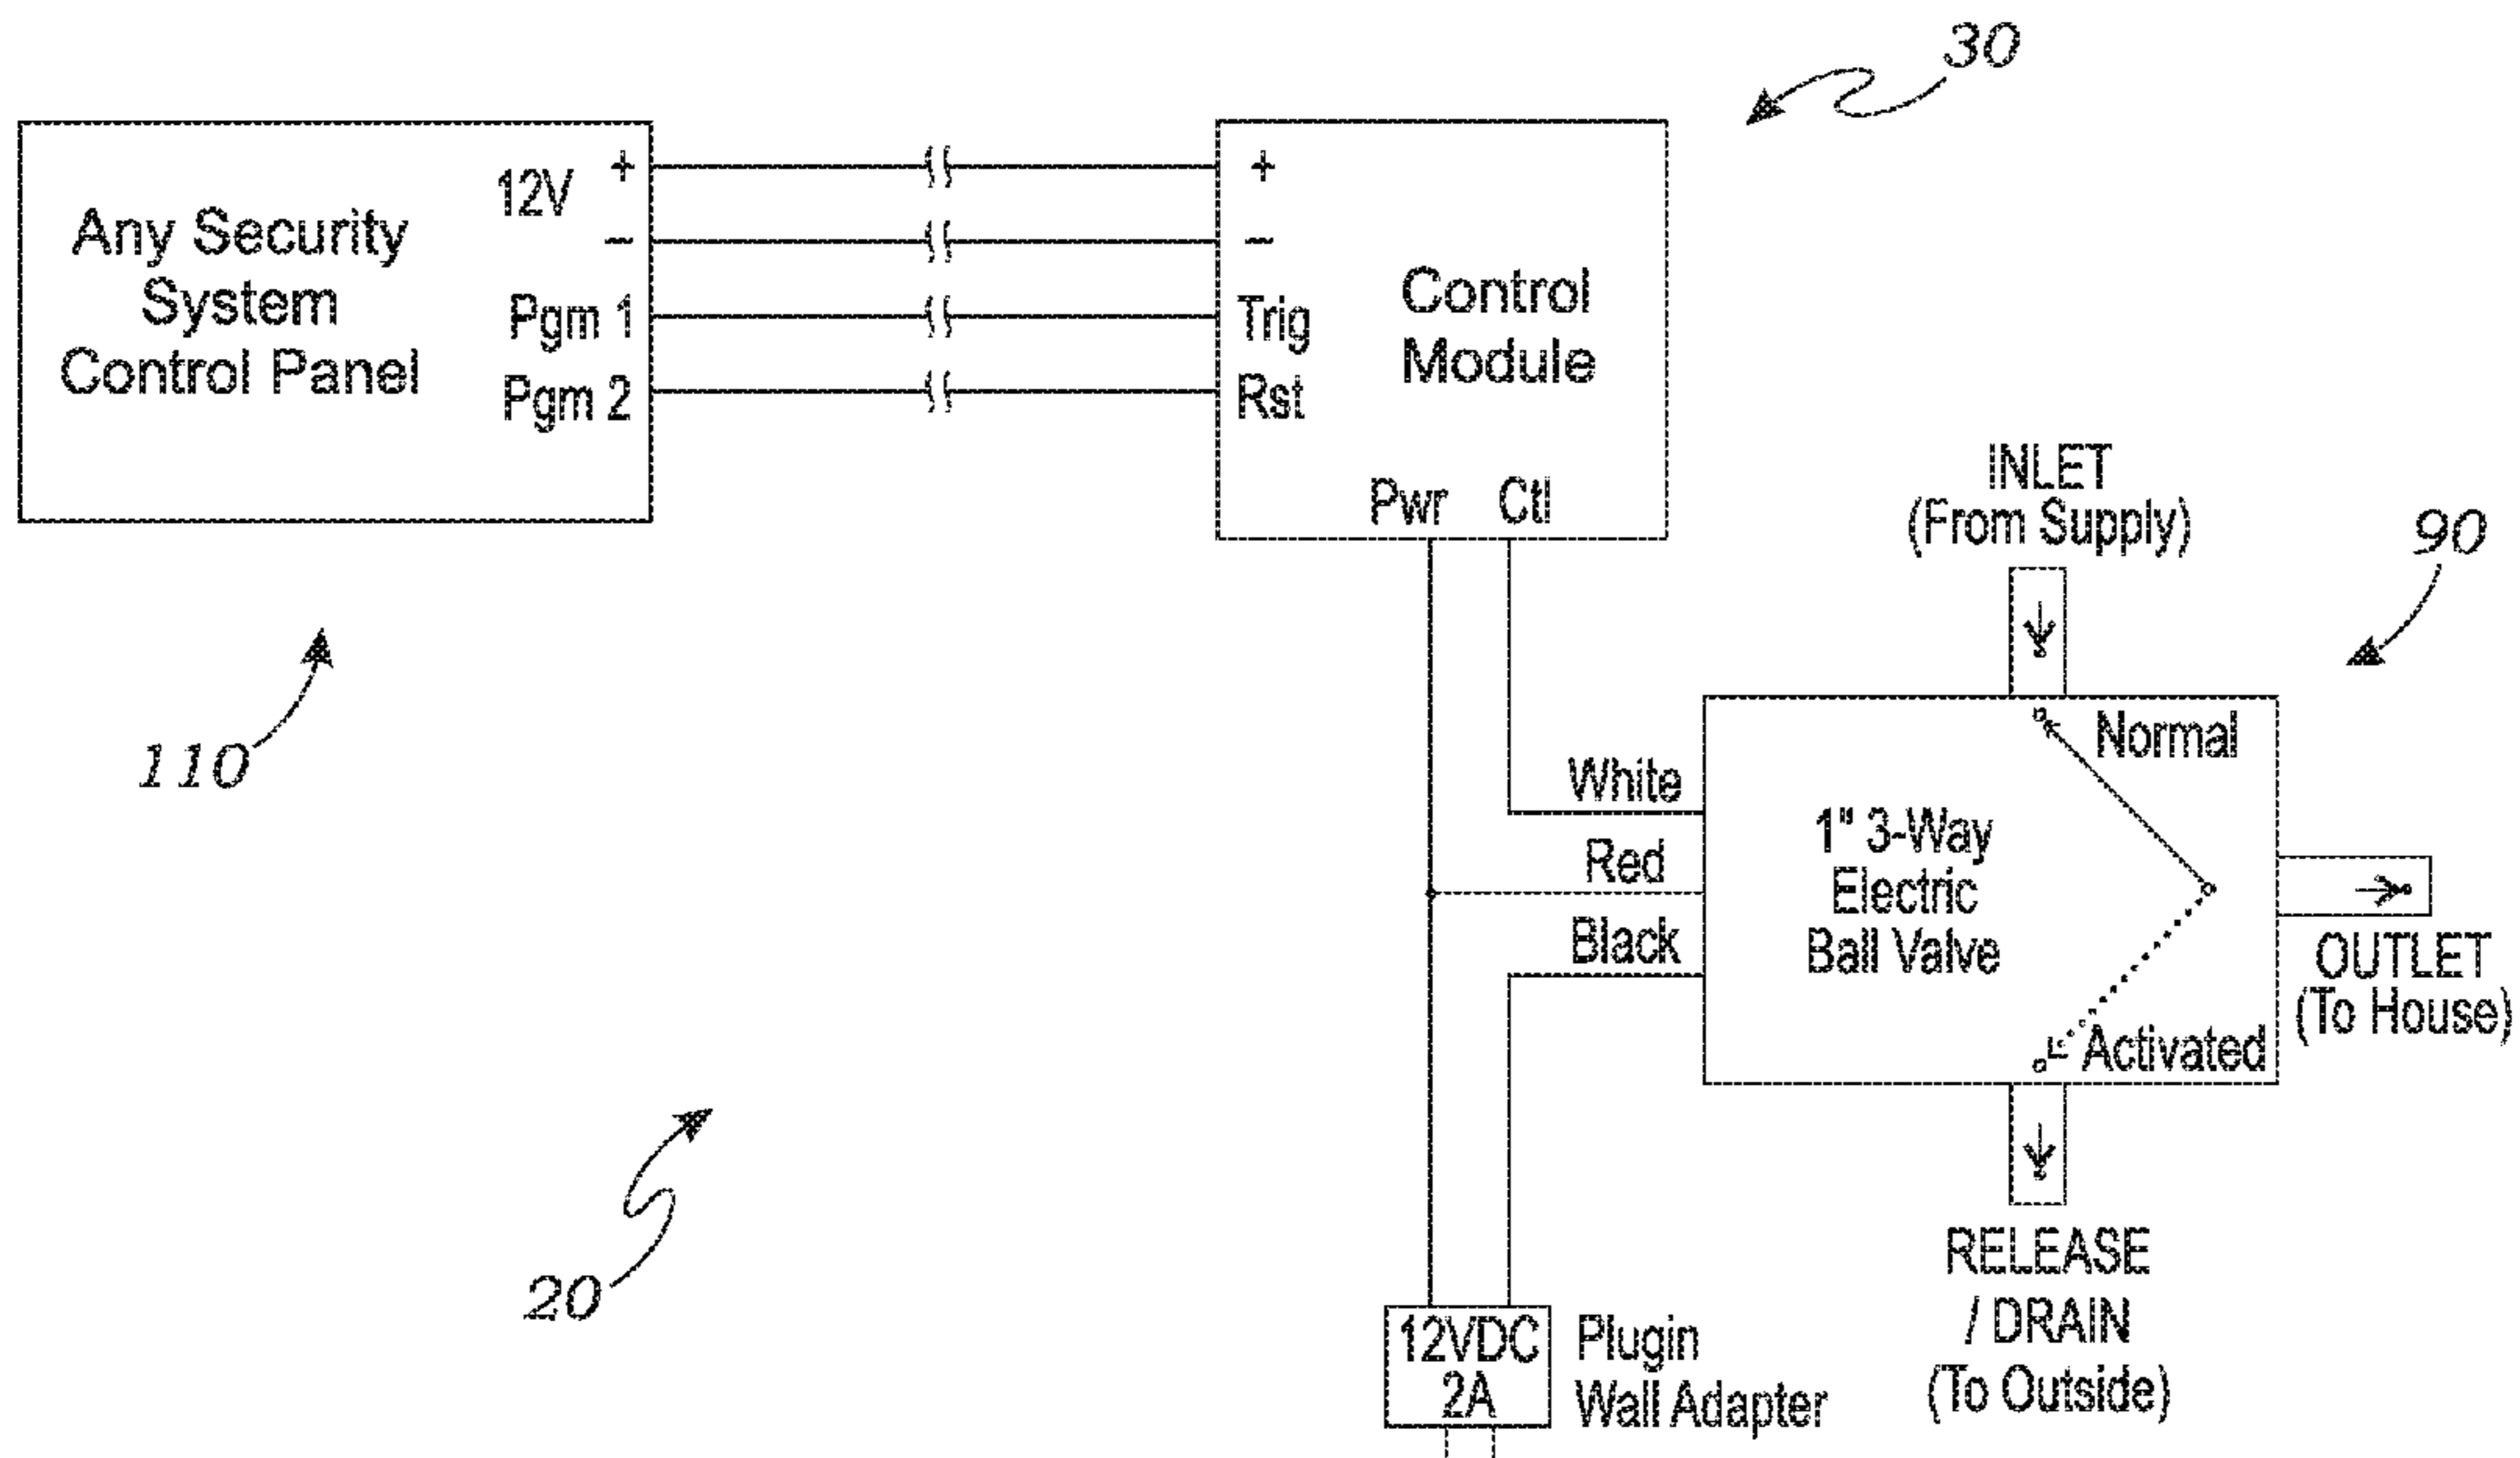 30
Any Security
System
Control Panel
12V
+
−
Pgm 1
Pgm 2
+
−
Trig
Rst
Control
Module
Pwr Ctl
110
INLET
(From Supply)
90
White
Red
Black
Normal
1" 3-Way
Electric
Ball Valve
Activated
OUTLET
(To House)
20
12VDC
2A
Plugin
Wall Adapter
RELEASE
/ DRAIN
(To Outside)